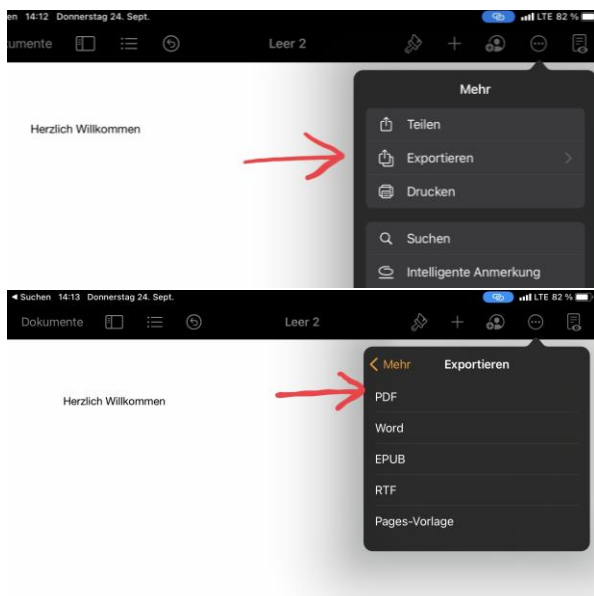 en 14:12 Donnerstag 24. Sept. LTE 82 %
umente Leer 2
Mehr
Herzlich Willkommen
Teilen
Exportieren
Drucken
Suchen
Intelligente Anmerkung
Suchen 14:13 Donnerstag 24. Sept. LTE 82 %
Dokumente Leer 2
Mehr Exportieren
Herzlich Willkommen
PDF
Word
EPUB
RTF
Pages-Vorlage